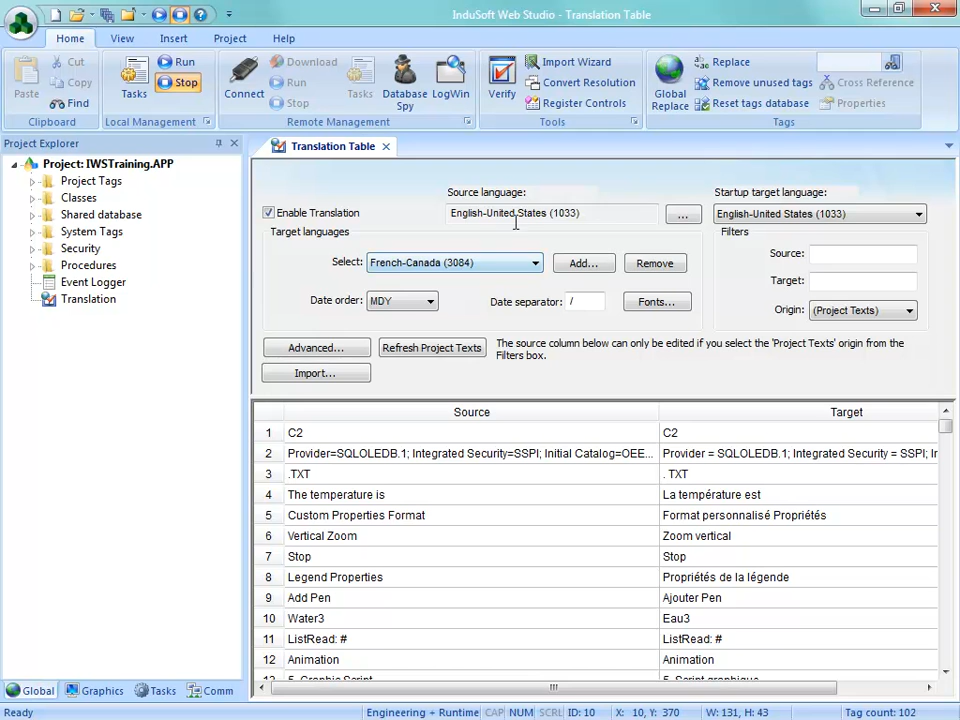 InduSoft Web Studio - Translation Table
Home View Insert Project Help
Paste Cut Copy Find Clipboard
Tasks Run Stop Local Management
Connect Download Run Stop Tasks Database Spy LogWin Remote Management
Verify Import Wizard Convert Resolution Register Controls Tools
Global Replace Replace Remove unused tags Reset tags database Cross Reference Properties Tags
Project Explorer
Project: IWSTraining.APP
Project Tags
Classes
Shared database
System Tags
Security
Procedures
Event Logger
Translation
Global Graphics Tasks Comm
Translation Table
Enable Translation
Source language:
English-United States (1033)
...
Startup target language:
English-United States (1033)
Target languages
Select: French-Canada (3084) Add... Remove
Date order: MDY Date separator: / Fonts...
Filters
Source:
Target:
Origin: (Project Texts)
Advanced... Refresh Project Texts
Import...
The source column below can only be edited if you select the 'Project Texts' origin from the
Filters box.
Source Target
1 C2 C2
2 Provider=SQLOLEDB.1; Integrated Security=SSPI; Initial Catalog=OEE... Provider = SQLOLEDB.1; Integrated Security = SSPI; Ir
3 .TXT . TXT
4 The temperature is La température est
5 Custom Properties Format Format personnalisé Propriétés
6 Vertical Zoom Zoom vertical
7 Stop Stop
8 Legend Properties Propriétés de la légende
9 Add Pen Ajouter Pen
10 Water3 Eau3
11 ListRead: # ListRead: #
12 Animation Animation
Ready Engineering + Runtime CAP NUM SCRL ID: 10 X: 10, Y: 370 W: 131, H: 43 Tag count: 102